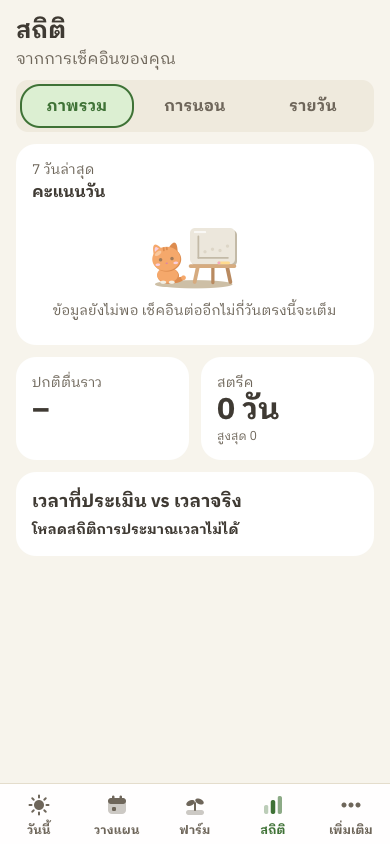 สถิติ
จากการเช็คอินของคุณ
ภาพรวม
การนอน
รายวัน
7 วันล่าสุด
คะแนนวัน
ข้อมูลยังไม่พอ เช็คอินต่ออีกไม่กี่วันตรงนี้จะเต็ม
ปกติตื่นราว
–
สตรีค
0 วัน
สูงสุด 0
เวลาที่ประเมิน vs เวลาจริง
โหลดสถิติการประมาณเวลาไม่ได้
วันนี้
วางแผน
ฟาร์ม
สถิติ
เพิ่มเติม